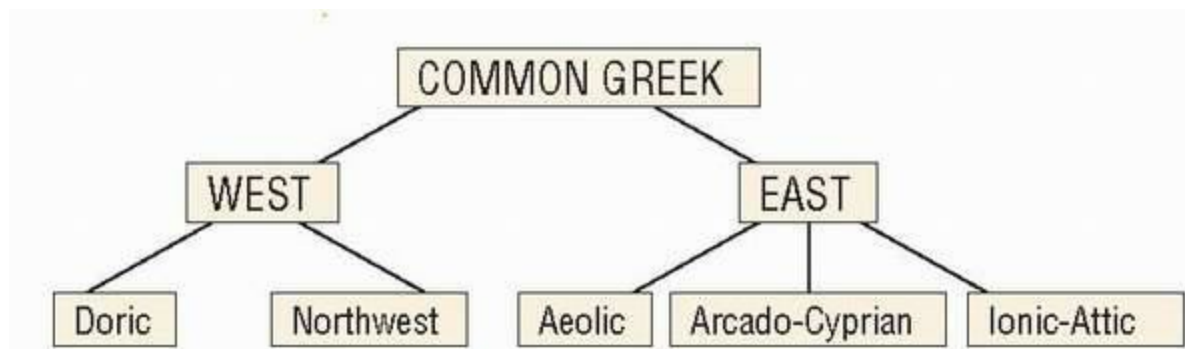 COMMON GREEK
WEST
EAST
Doric
Northwest
Aeolic
Arcado-Cyprian
Ionic-Attic